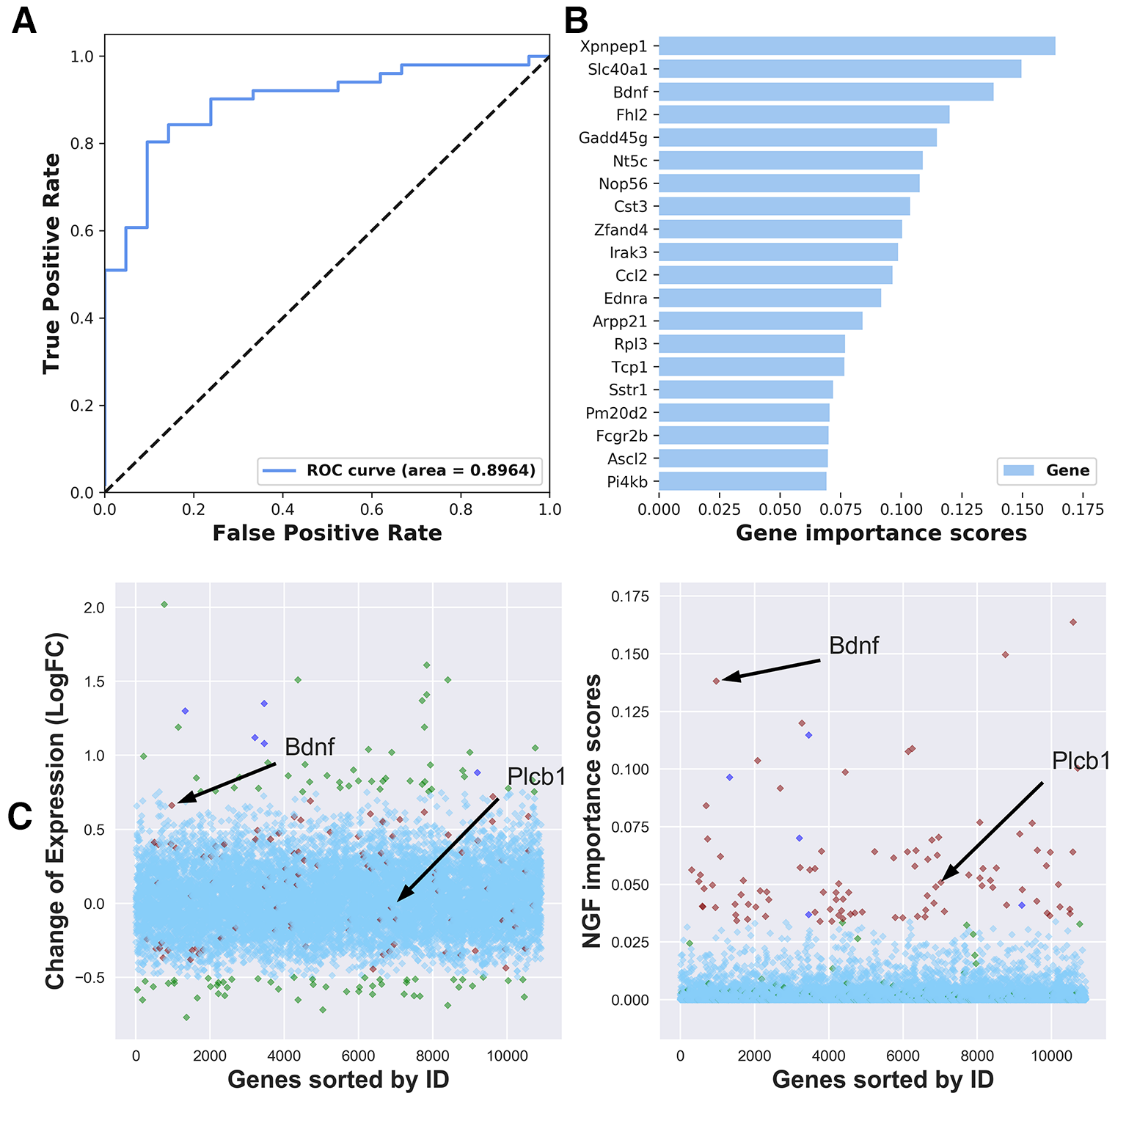 A
1.0
0.8
0.6
0.4
0.2
0.0
0.0 0.2 0.4 0.6 0.8 1.0
True Positive Rate
False Positive Rate
ROC curve (area = 0.8964)
B
Xpnpep1
Slc40a1
Bdnf
Fhl2
Gadd45g
Nt5c
Nop56
Cst3
Zfand4
Irak3
Ccl2
Ednra
Arpp21
Rpl3
Tcp1
Sstr1
Pm20d2
Fcgr2b
Ascl2
Pi4kb
Gene
0.000 0.025 0.050 0.075 0.100 0.125 0.150 0.175
Gene importance scores
C
Change of Expression (LogFC)
2.0
1.5
1.0
0.5
0.0
−0.5
Bdnf
Plcb1
0 2000 4000 6000 8000 10000
Genes sorted by ID
NGF importance scores
0.175
0.150
0.125
0.100
0.075
0.050
0.025
0.000
Bdnf
Plcb1
0 2000 4000 6000 8000 10000
Genes sorted by ID